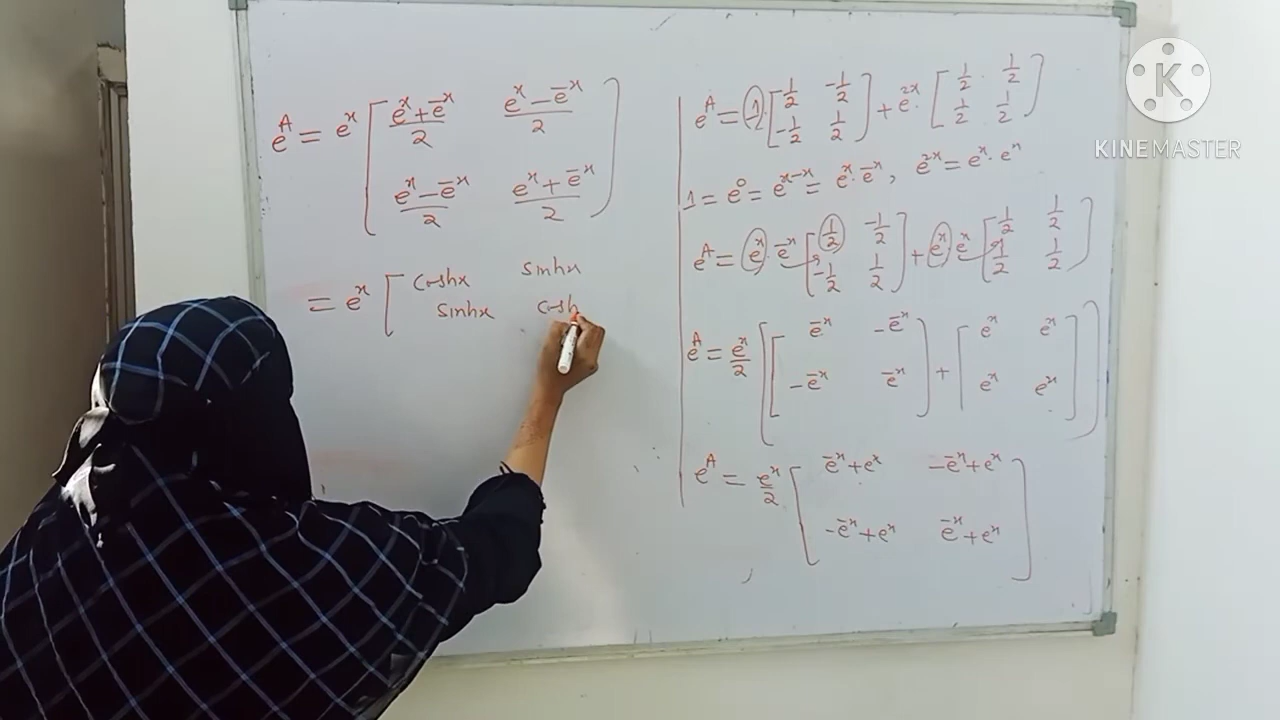 e^A = e^x [ (e^x + e^-x)/2   (e^x - e^-x)/2
(e^x - e^-x)/2   (e^x + e^-x)/2 ]
= e^x [ coshx   sinhx
sinhx   cosh
e^A = 1. [ 1/2   -1/2
-1/2   1/2 ] + e^2x. [ 1/2   1/2
1/2   1/2 ]
1 = e^0 = e^x-x = e^x. e^-x, e^2x = e^x. e^x
e^A = e^x. e^-x [ 1/2   -1/2
-1/2   1/2 ] + e^x. e^x [ 1/2   1/2
1/2   1/2 ]
e^A = e^x/2 [ [ e^-x   -e^-x
-e^-x   e^-x ] + [ e^x   e^x
e^x   e^x ] ]
e^A = e^x/2 [ e^-x + e^x   -e^-x + e^x
-e^-x + e^x   e^-x + e^x ]
K
KINEMASTER